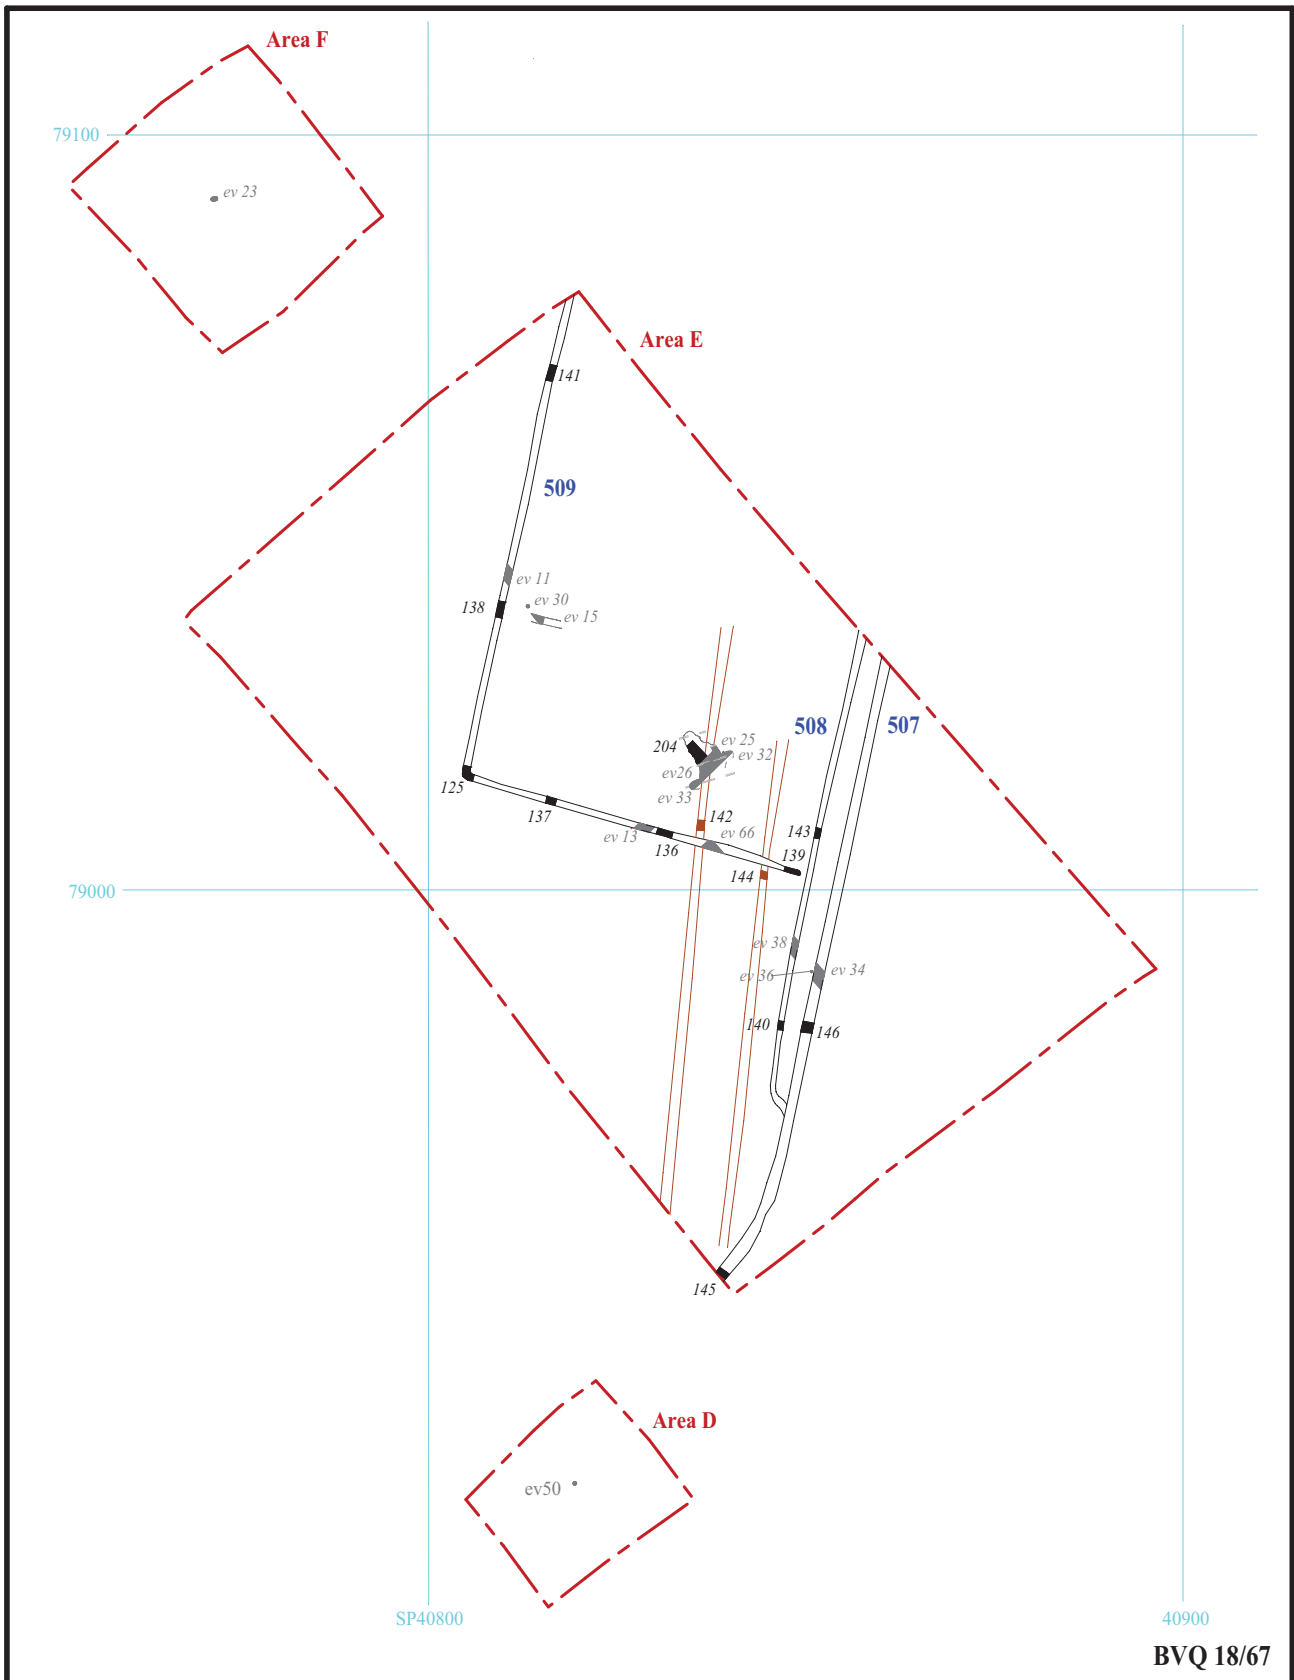 Area F
79100
ev 23
Area E
141
509
ev 11
138
ev 30
ev 15
508
507
204
ev 25
ev 32
ev26
125
ev 33
137
142
143
ev 13
136
ev 66
139
144
79000
ev 38
ev 36
ev 34
140
146
145
Area D
ev50
SP40800
40900
BVQ 18/67